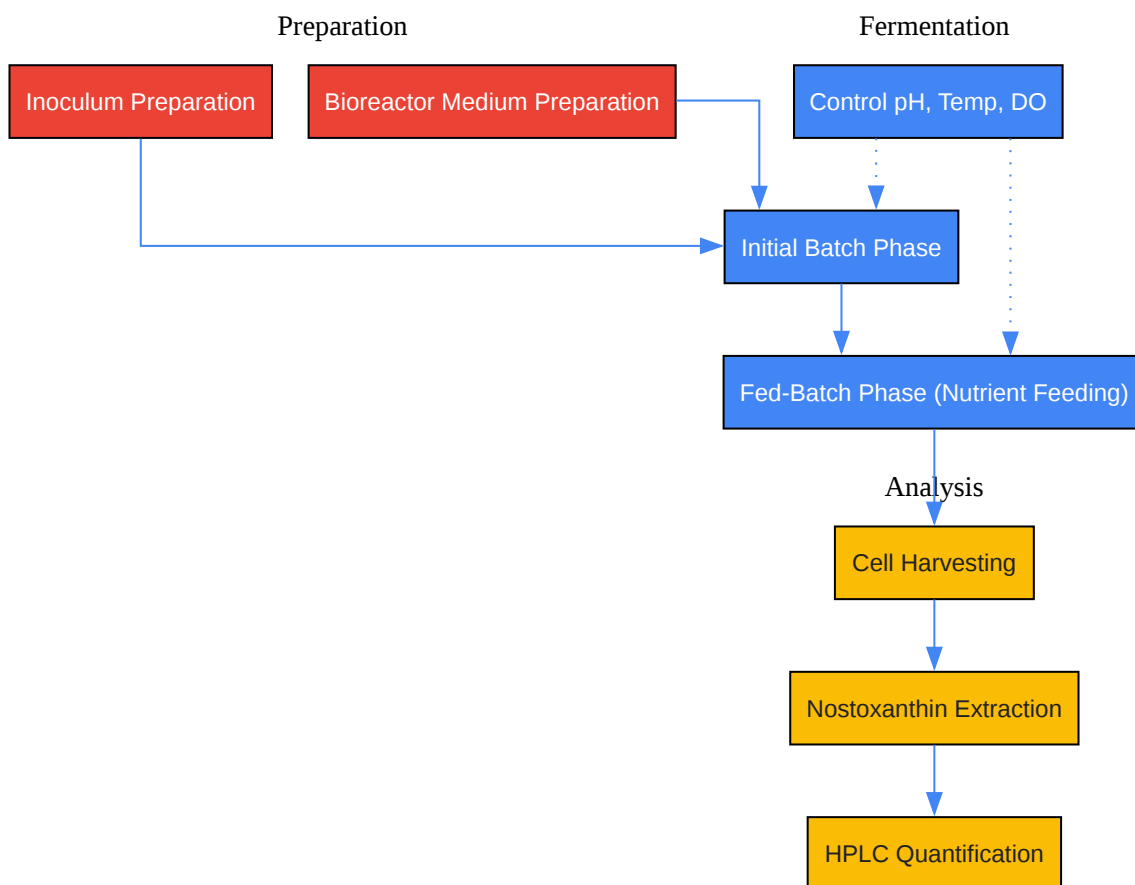 Preparation
Fermentation
Inoculum Preparation
Bioreactor Medium Preparation
Control pH, Temp, DO
Initial Batch Phase
Fed-Batch Phase (Nutrient Feeding)
Analysis
Cell Harvesting
Nostoxanthin Extraction
HPLC Quantification